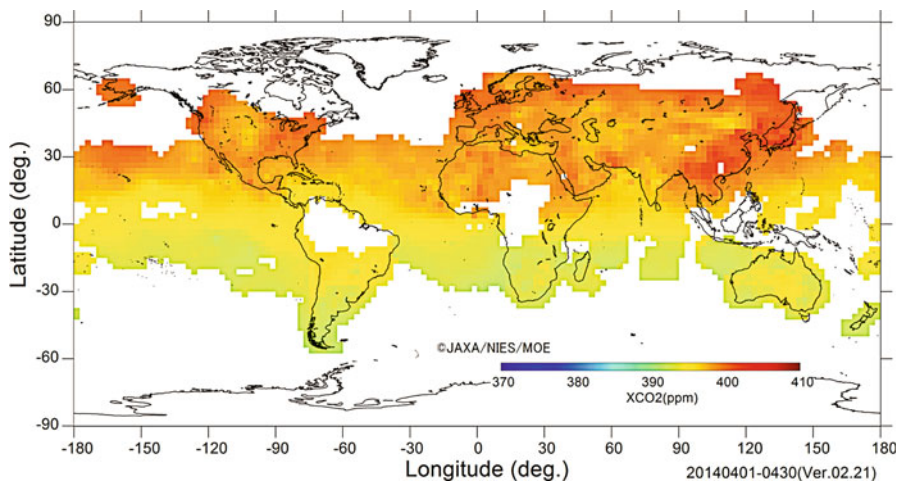 90
60
30
0
-30
-60
-90
Latitude (deg.)
©JAXA/NIES/MOE
370 380 390 400 410
XCO2(ppm)
-180 -150 -120 -90 -60 -30 0 30 60 90 120 150 180
Longitude (deg.)
20140401-0430(Ver.02.21)